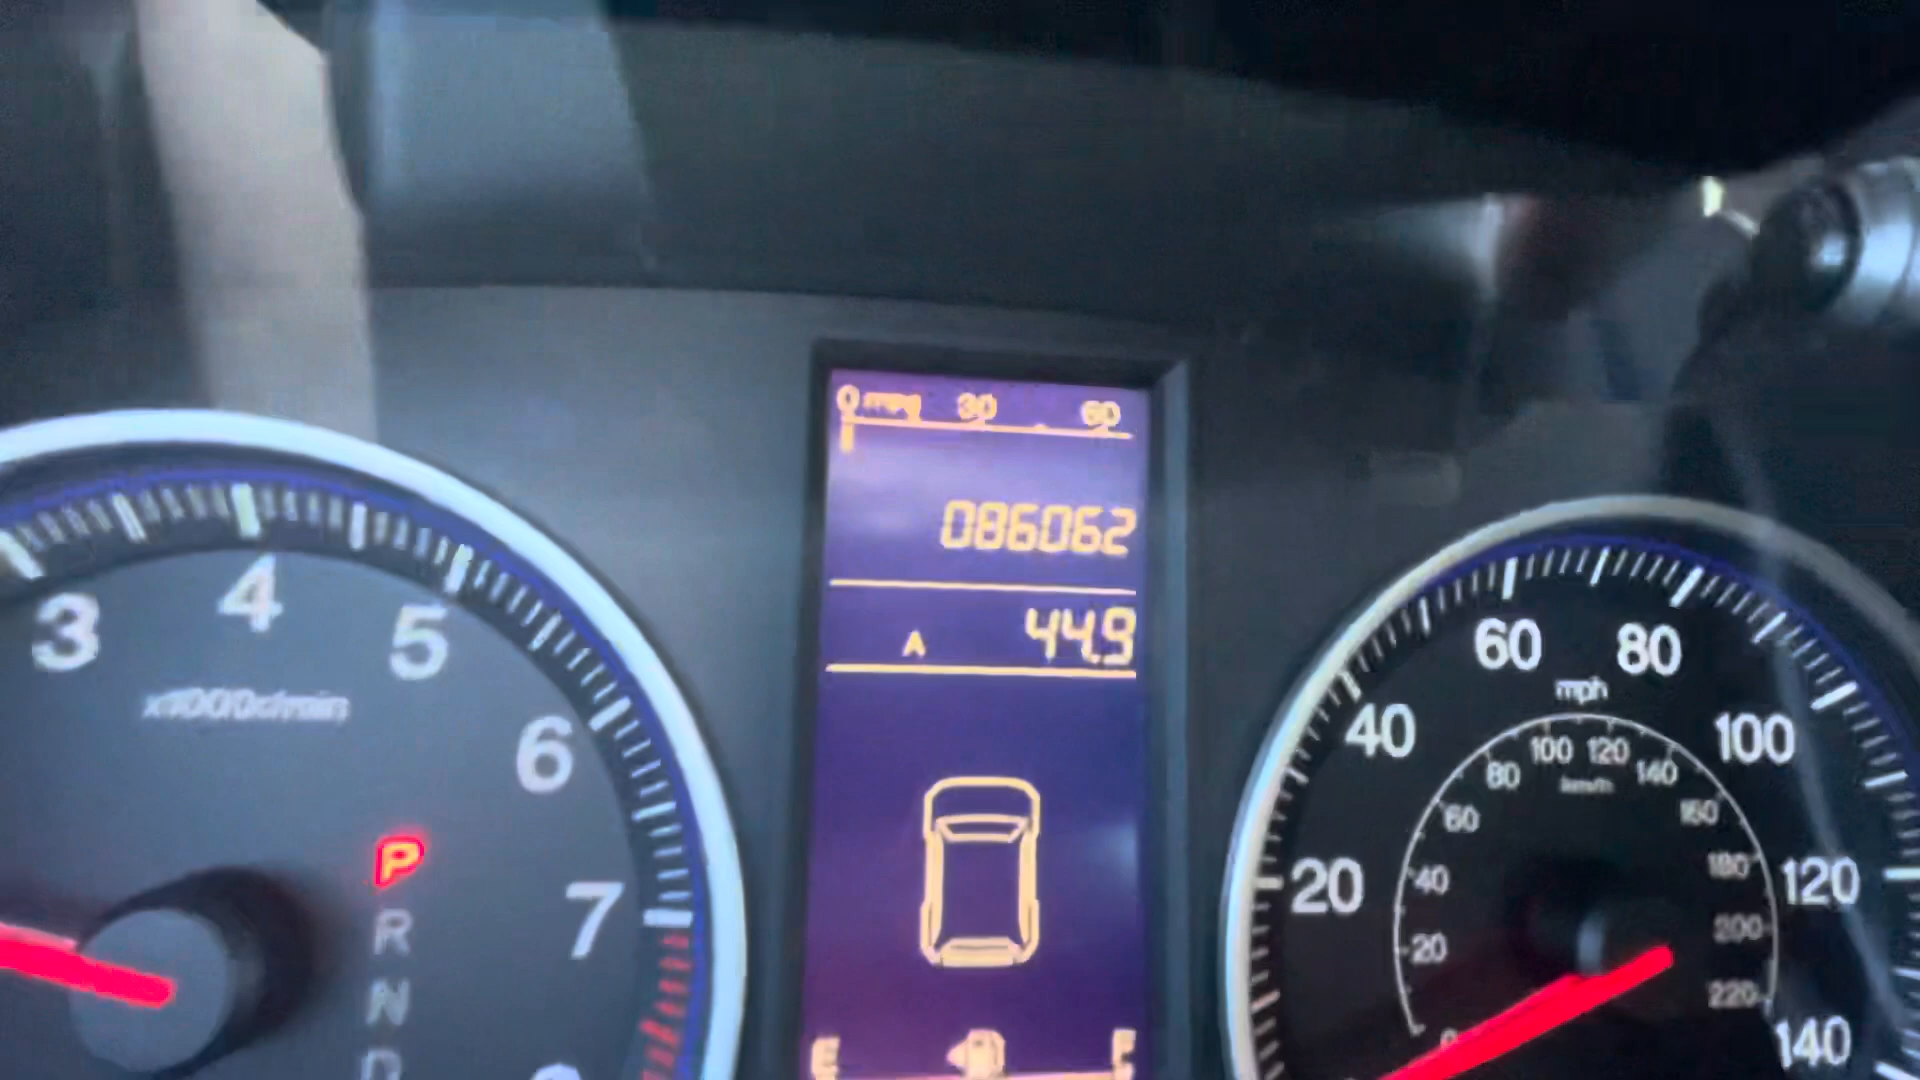 0 mpg 30 60
086062
A 44.9
3 4 5 6 7
x1000r/min
P
R
N
D
20 40 60 80 100 120 140
mph
0 20 40 60 80 100 120 140 160 180 200 220
km/h
E